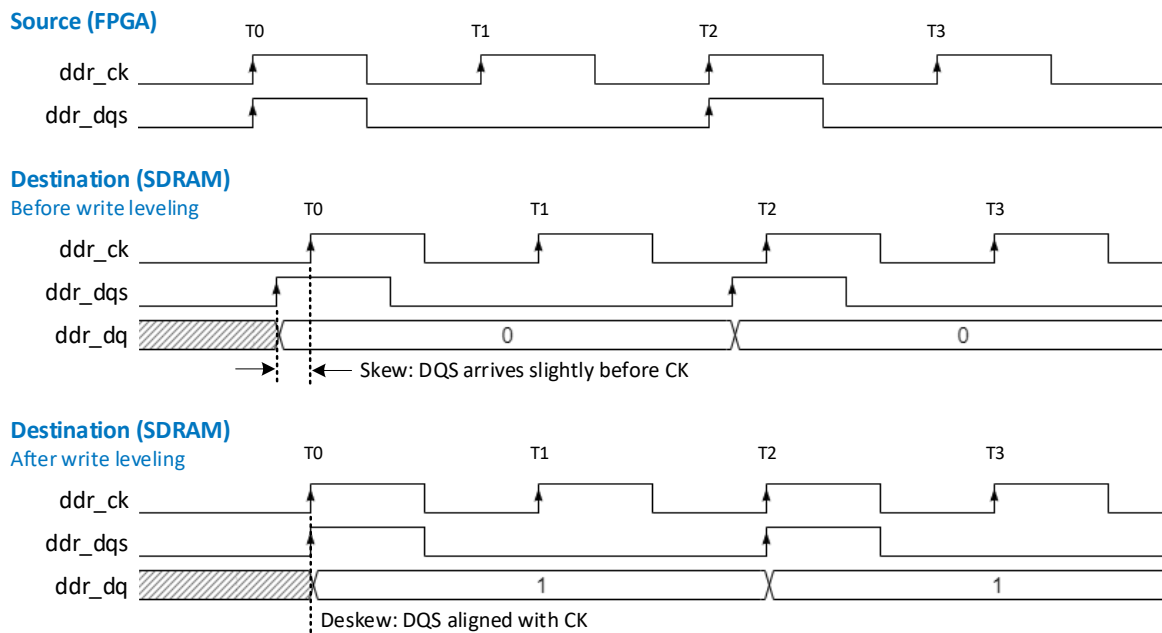 Source (FPGA)
T0 T1 T2 T3
ddr_ck
ddr_dqs
Destination (SDRAM)
Before write leveling
T0 T1 T2 T3
ddr_ck
ddr_dqs
ddr_dq 0 0
Skew: DQS arrives slightly before CK
Destination (SDRAM)
After write leveling
T0 T1 T2 T3
ddr_ck
ddr_dqs
ddr_dq 1 1
Deskew: DQS aligned with CK